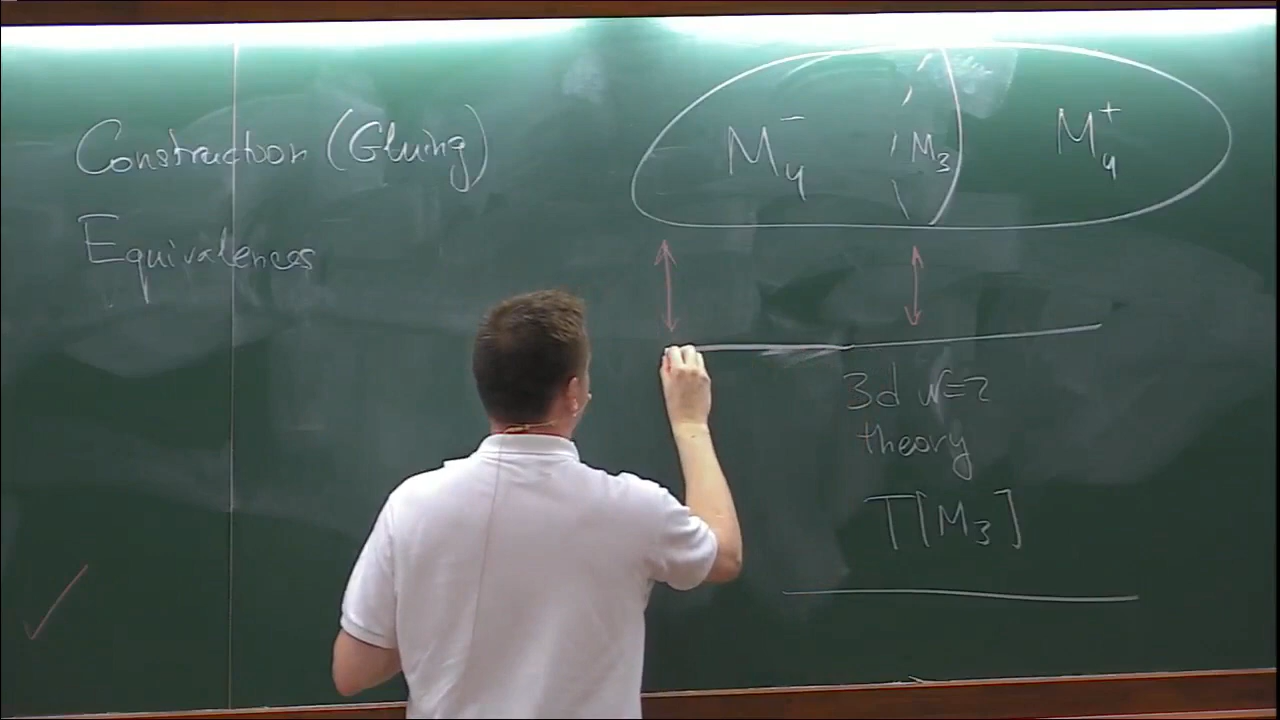 Construction (Gluing)
Equivalences
M₄⁻ M₃ M₄⁺
3d N=2
theory
T[M₃]